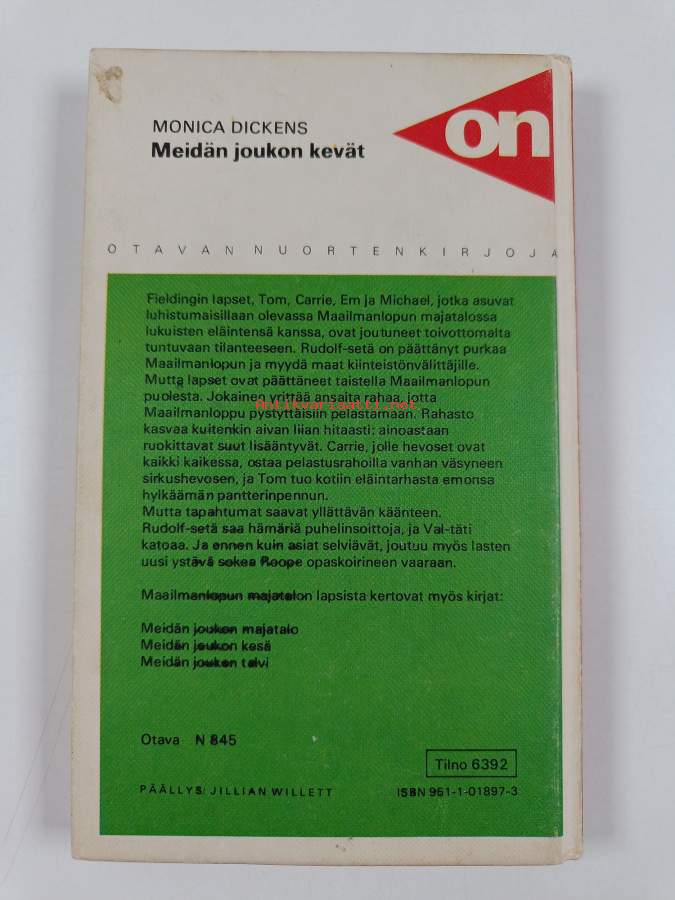 MONICA DICKENS
Meidän joukon kevät
on
OTAVAN NUORTENKIRJOJA
Fieldingin lapset, Tom, Carrie, Em ja Michael, jotka asuvat
luhistumaisillaan olevassa Maailmanlopun majatalossa
lukuisten eläintensä kanssa, ovat joutuneet toivottomalta
tuntuvaan tilanteeseen. Rudolf-setä on päättänyt purkaa
Maailmanlopun ja myydä maat kiinteistönvälittäjille.
Mutta lapset ovat päättäneet taistella Maailmanlopun
puolesta. Jokainen yrittää ansaita rahaa, jotta
Antikvariaatti.net
Maailmanloppu pystyttäisiin pelastamaan. Rahasto
kasvaa kuitenkin aivan liian hitaasti: ainoastaan
ruokittavat suut lisääntyvät. Carrie, jolle hevoset ovat
kaikki kaikessa, ostaa pelastusrahoilla vanhan väsyneen
sirkushevosen, ja Tom tuo kotiin eläintarhasta emonsa
hylkäämän pantterinpennun.
Mutta tapahtumat saavat yllättävän käänteen.
Rudolf-setä saa hämäriä puhelinsoittoja, ja Val-täti
katoaa. Ja ennen kuin asiat selviävät, joutuu myös lasten
uusi ystävä sokea Roope opaskoirineen vaaraan.
Maailmanlopun majatalon lapsista kertovat myös kirjat:
Meidän joukon majatalo
Meidän joukon kesä
Meidän joukon talvi
Otava N 845
Tilno 6392
PÄÄLLYS: JILLIAN WILLETT
ISBN 951-1-01897-3